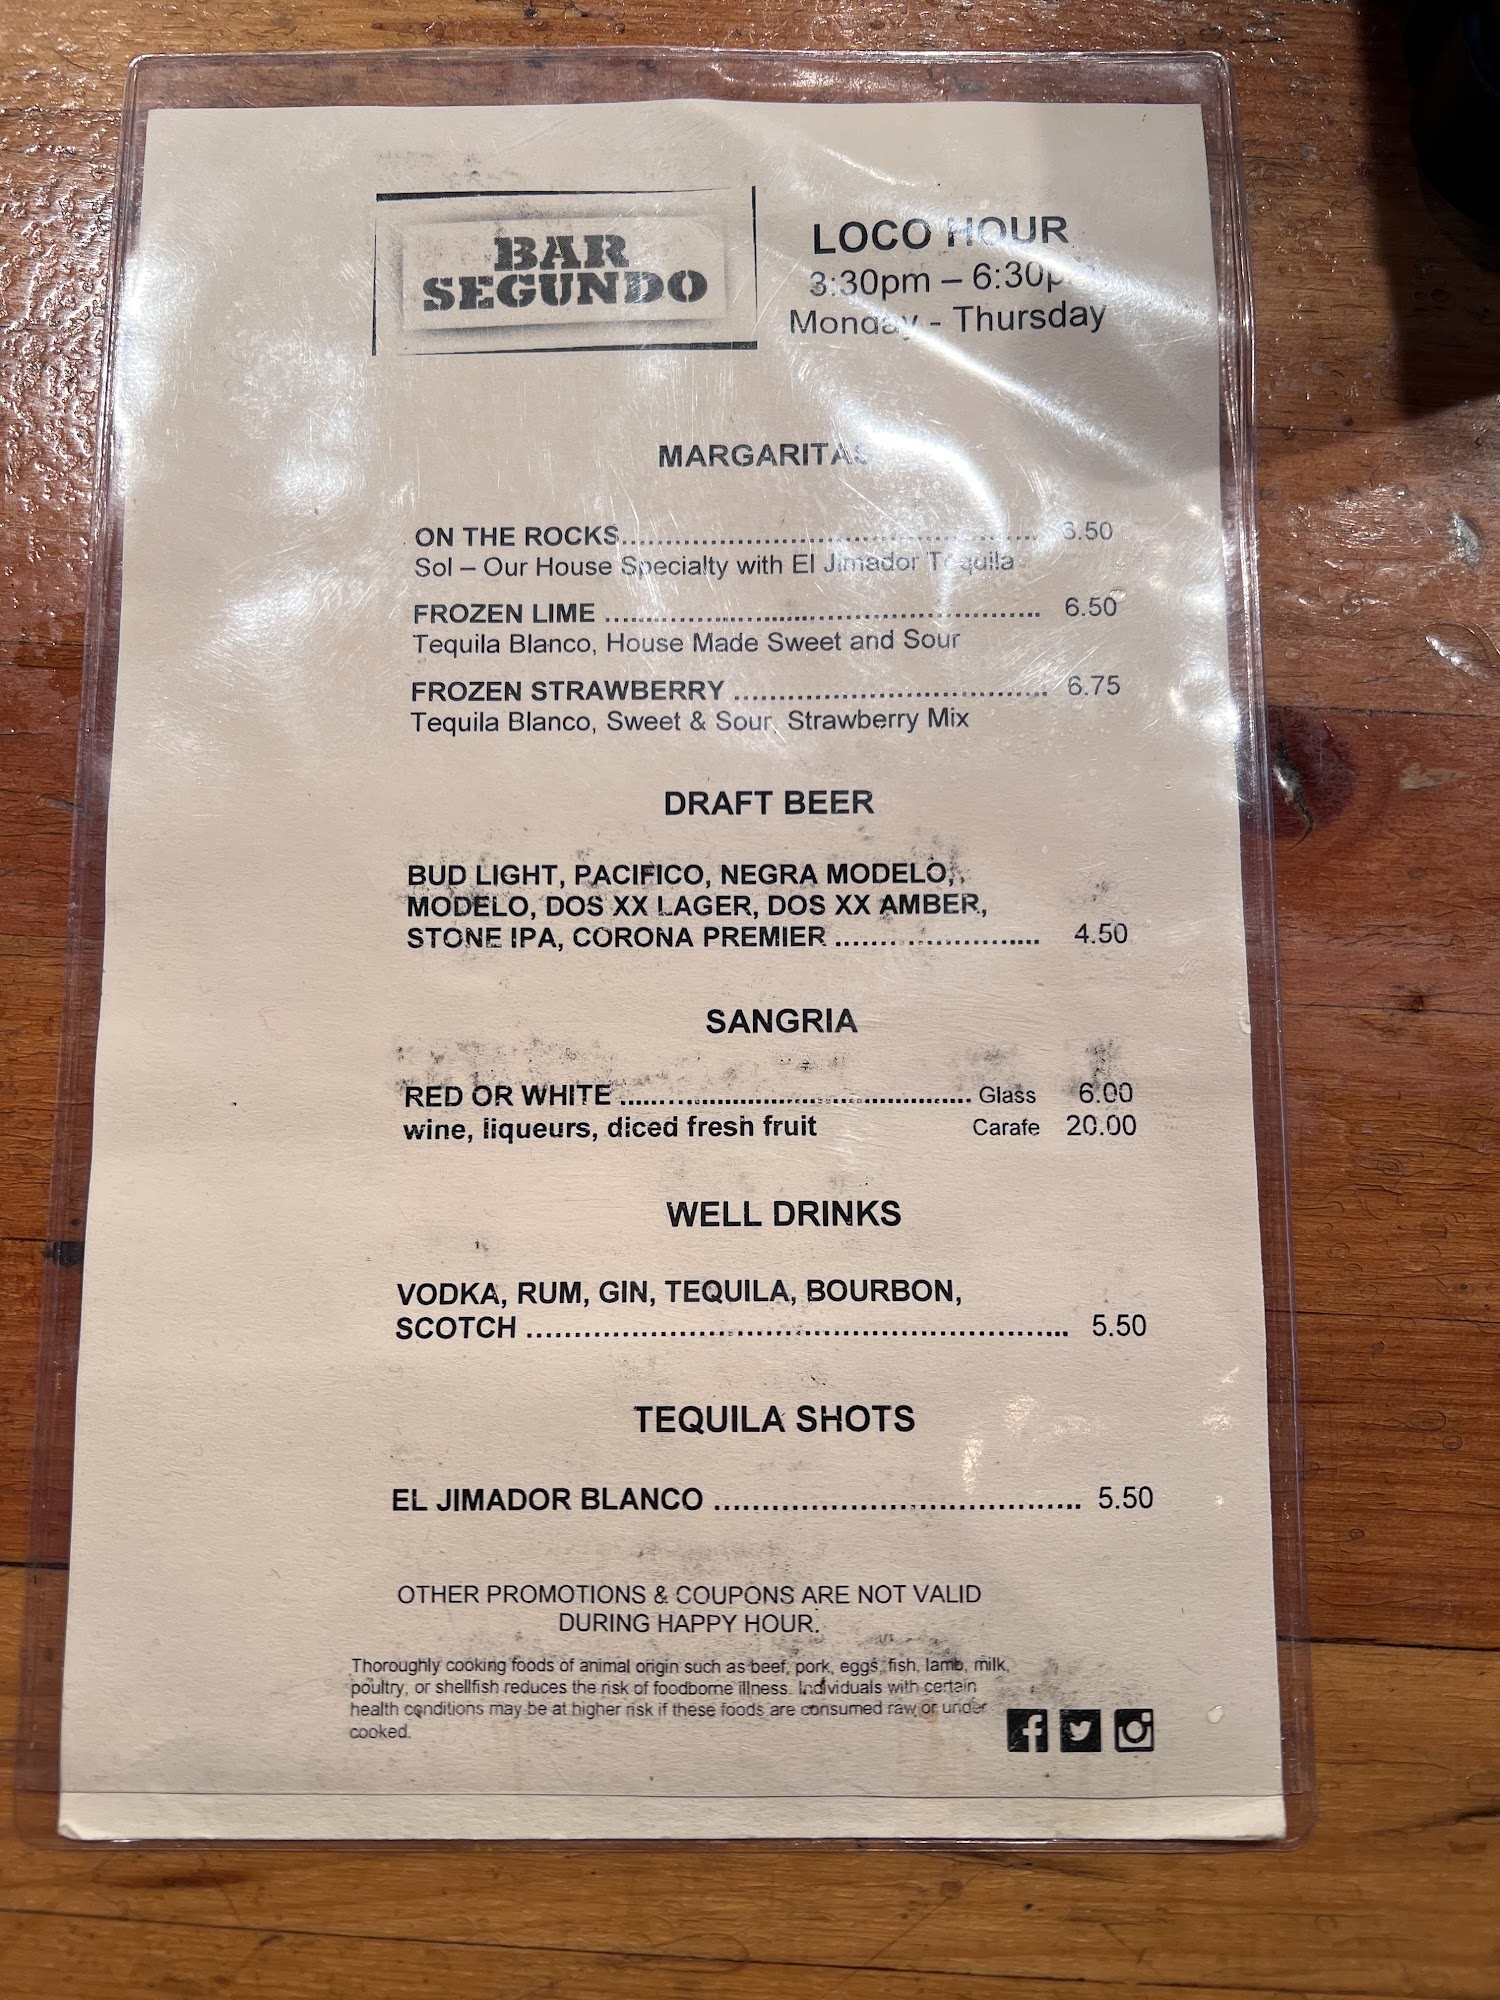 BAR
SEGUNDO
LOCO HOUR
3:30pm – 6:30pm
Monday - Thursday
MARGARITAS
ON THE ROCKS........................................ 6.50
Sol – Our House Specialty with El Jimador Tequila
FROZEN LIME .......................................... 6.50
Tequila Blanco, House Made Sweet and Sour
FROZEN STRAWBERRY ................................ 6.75
Tequila Blanco, Sweet & Sour, Strawberry Mix
DRAFT BEER
BUD LIGHT, PACIFICO, NEGRA MODELO,
MODELO, DOS XX LAGER, DOS XX AMBER,
STONE IPA, CORONA PREMIER ..................... 4.50
SANGRIA
RED OR WHITE ..................................... Glass 6.00
wine, liqueurs, diced fresh fruit Carafe 20.00
WELL DRINKS
VODKA, RUM, GIN, TEQUILA, BOURBON,
SCOTCH ...................................................... 5.50
TEQUILA SHOTS
EL JIMADOR BLANCO ..................................... 5.50
OTHER PROMOTIONS & COUPONS ARE NOT VALID
DURING HAPPY HOUR.
Thoroughly cooking foods of animal origin such as beef, pork, eggs, fish, lamb, milk,
poultry, or shellfish reduces the risk of foodborne illness. Individuals with certain
health conditions may be at higher risk if these foods are consumed raw or under
cooked.